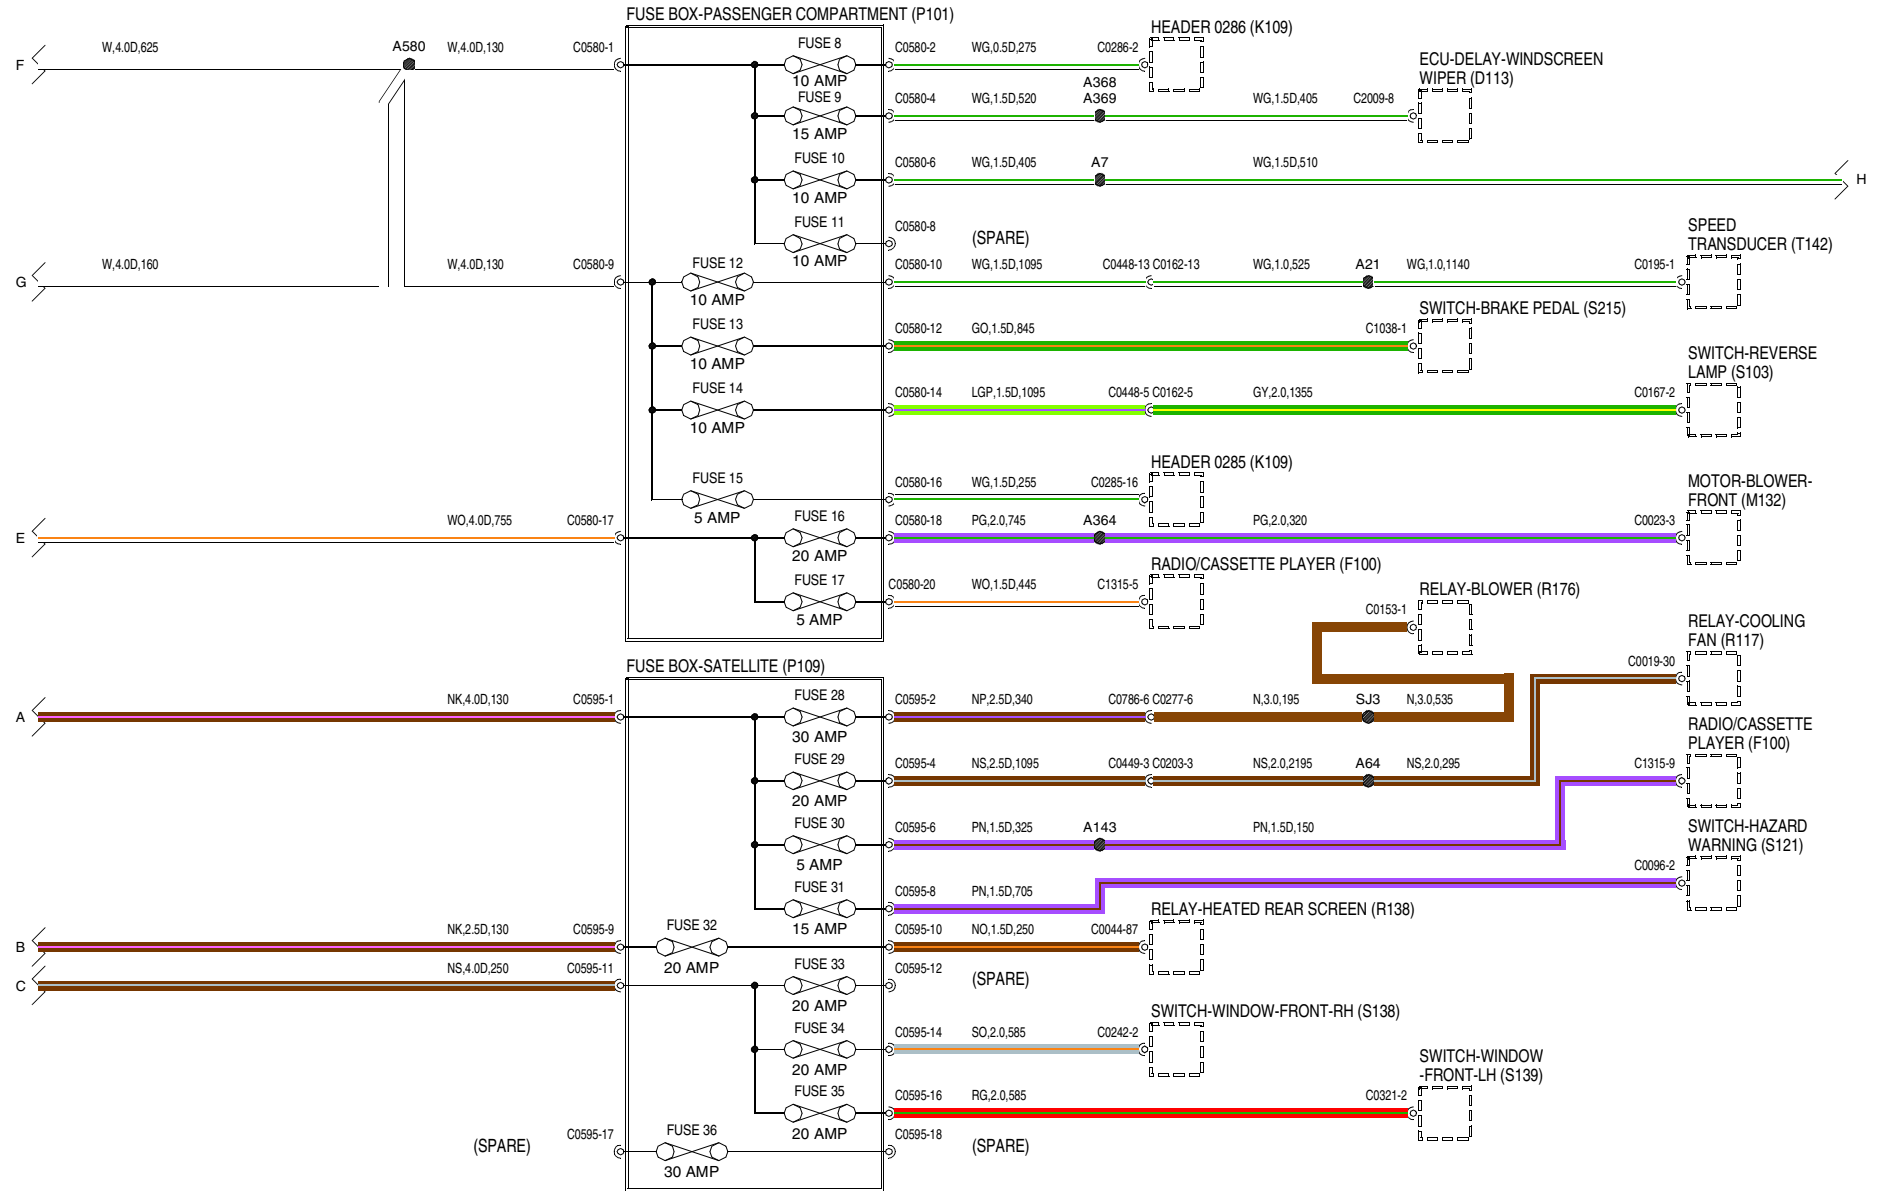 FUSE BOX-PASSENGER COMPARTMENT (P101)
F
W,4.0D,625
A580
W,4.0D,130
C0580-1
FUSE 8
10 AMP
C0580-2
WG,0.5D,275
C0286-2
HEADER 0286 (K109)
FUSE 9
15 AMP
C0580-4
WG,1.5D,520
A368
A369
WG,1.5D,405
C2009-8
ECU-DELAY-WINDSCREEN
WIPER (D113)
FUSE 10
10 AMP
C0580-6
WG,1.5D,405
A7
WG,1.5D,510
H
FUSE 11
10 AMP
C0580-8
(SPARE)
G
W,4.0D,160
W,4.0D,130
C0580-9
FUSE 12
10 AMP
C0580-10
WG,1.5D,1095
C0448-13 C0162-13
WG,1.0,525
A21
WG,1.0,1140
C0195-1
SPEED
TRANSDUCER (T142)
FUSE 13
10 AMP
C0580-12
GO,1.5D,845
C1038-1
SWITCH-BRAKE PEDAL (S215)
FUSE 14
10 AMP
C0580-14
LGP,1.5D,1095
C0448-5 C0162-5
GY,2.0,1355
C0167-2
SWITCH-REVERSE
LAMP (S103)
FUSE 15
5 AMP
C0580-16
WG,1.5D,255
C0285-16
HEADER 0285 (K109)
E
WO,4.0D,755
C0580-17
FUSE 16
20 AMP
C0580-18
PG,2.0,745
A364
PG,2.0,320
C0023-3
MOTOR-BLOWER-
FRONT (M132)
FUSE 17
5 AMP
C0580-20
WO,1.5D,445
C1315-5
RADIO/CASSETTE PLAYER (F100)
RELAY-BLOWER (R176)
C0153-1
FUSE BOX-SATELLITE (P109)
A
NK,4.0D,130
C0595-1
FUSE 28
30 AMP
C0595-2
NP,2.5D,340
C0786-6 C0277-6
N,3.0,195
SJ3
N,3.0,535
RELAY-COOLING
FAN (R117)
C0019-30
FUSE 29
20 AMP
C0595-4
NS,2.5D,1095
C0449-3 C0203-3
NS,2.0,2195
A64
NS,2.0,295
RADIO/CASSETTE
PLAYER (F100)
C1315-9
FUSE 30
5 AMP
C0595-6
PN,1.5D,325
A143
PN,1.5D,150
SWITCH-HAZARD
WARNING (S121)
C0096-2
FUSE 31
15 AMP
C0595-8
PN,1.5D,705
B
NK,2.5D,130
C0595-9
FUSE 32
20 AMP
C0595-10
NO,1.5D,250
C0044-87
RELAY-HEATED REAR SCREEN (R138)
C
NS,4.0D,250
C0595-11
FUSE 33
20 AMP
C0595-12
(SPARE)
FUSE 34
20 AMP
C0595-14
SO,2.0,585
C0242-2
SWITCH-WINDOW-FRONT-RH (S138)
FUSE 35
20 AMP
C0595-16
RG,2.0,585
C0321-2
SWITCH-WINDOW
-FRONT-LH (S139)
(SPARE)
C0595-17
FUSE 36
30 AMP
C0595-18
(SPARE)